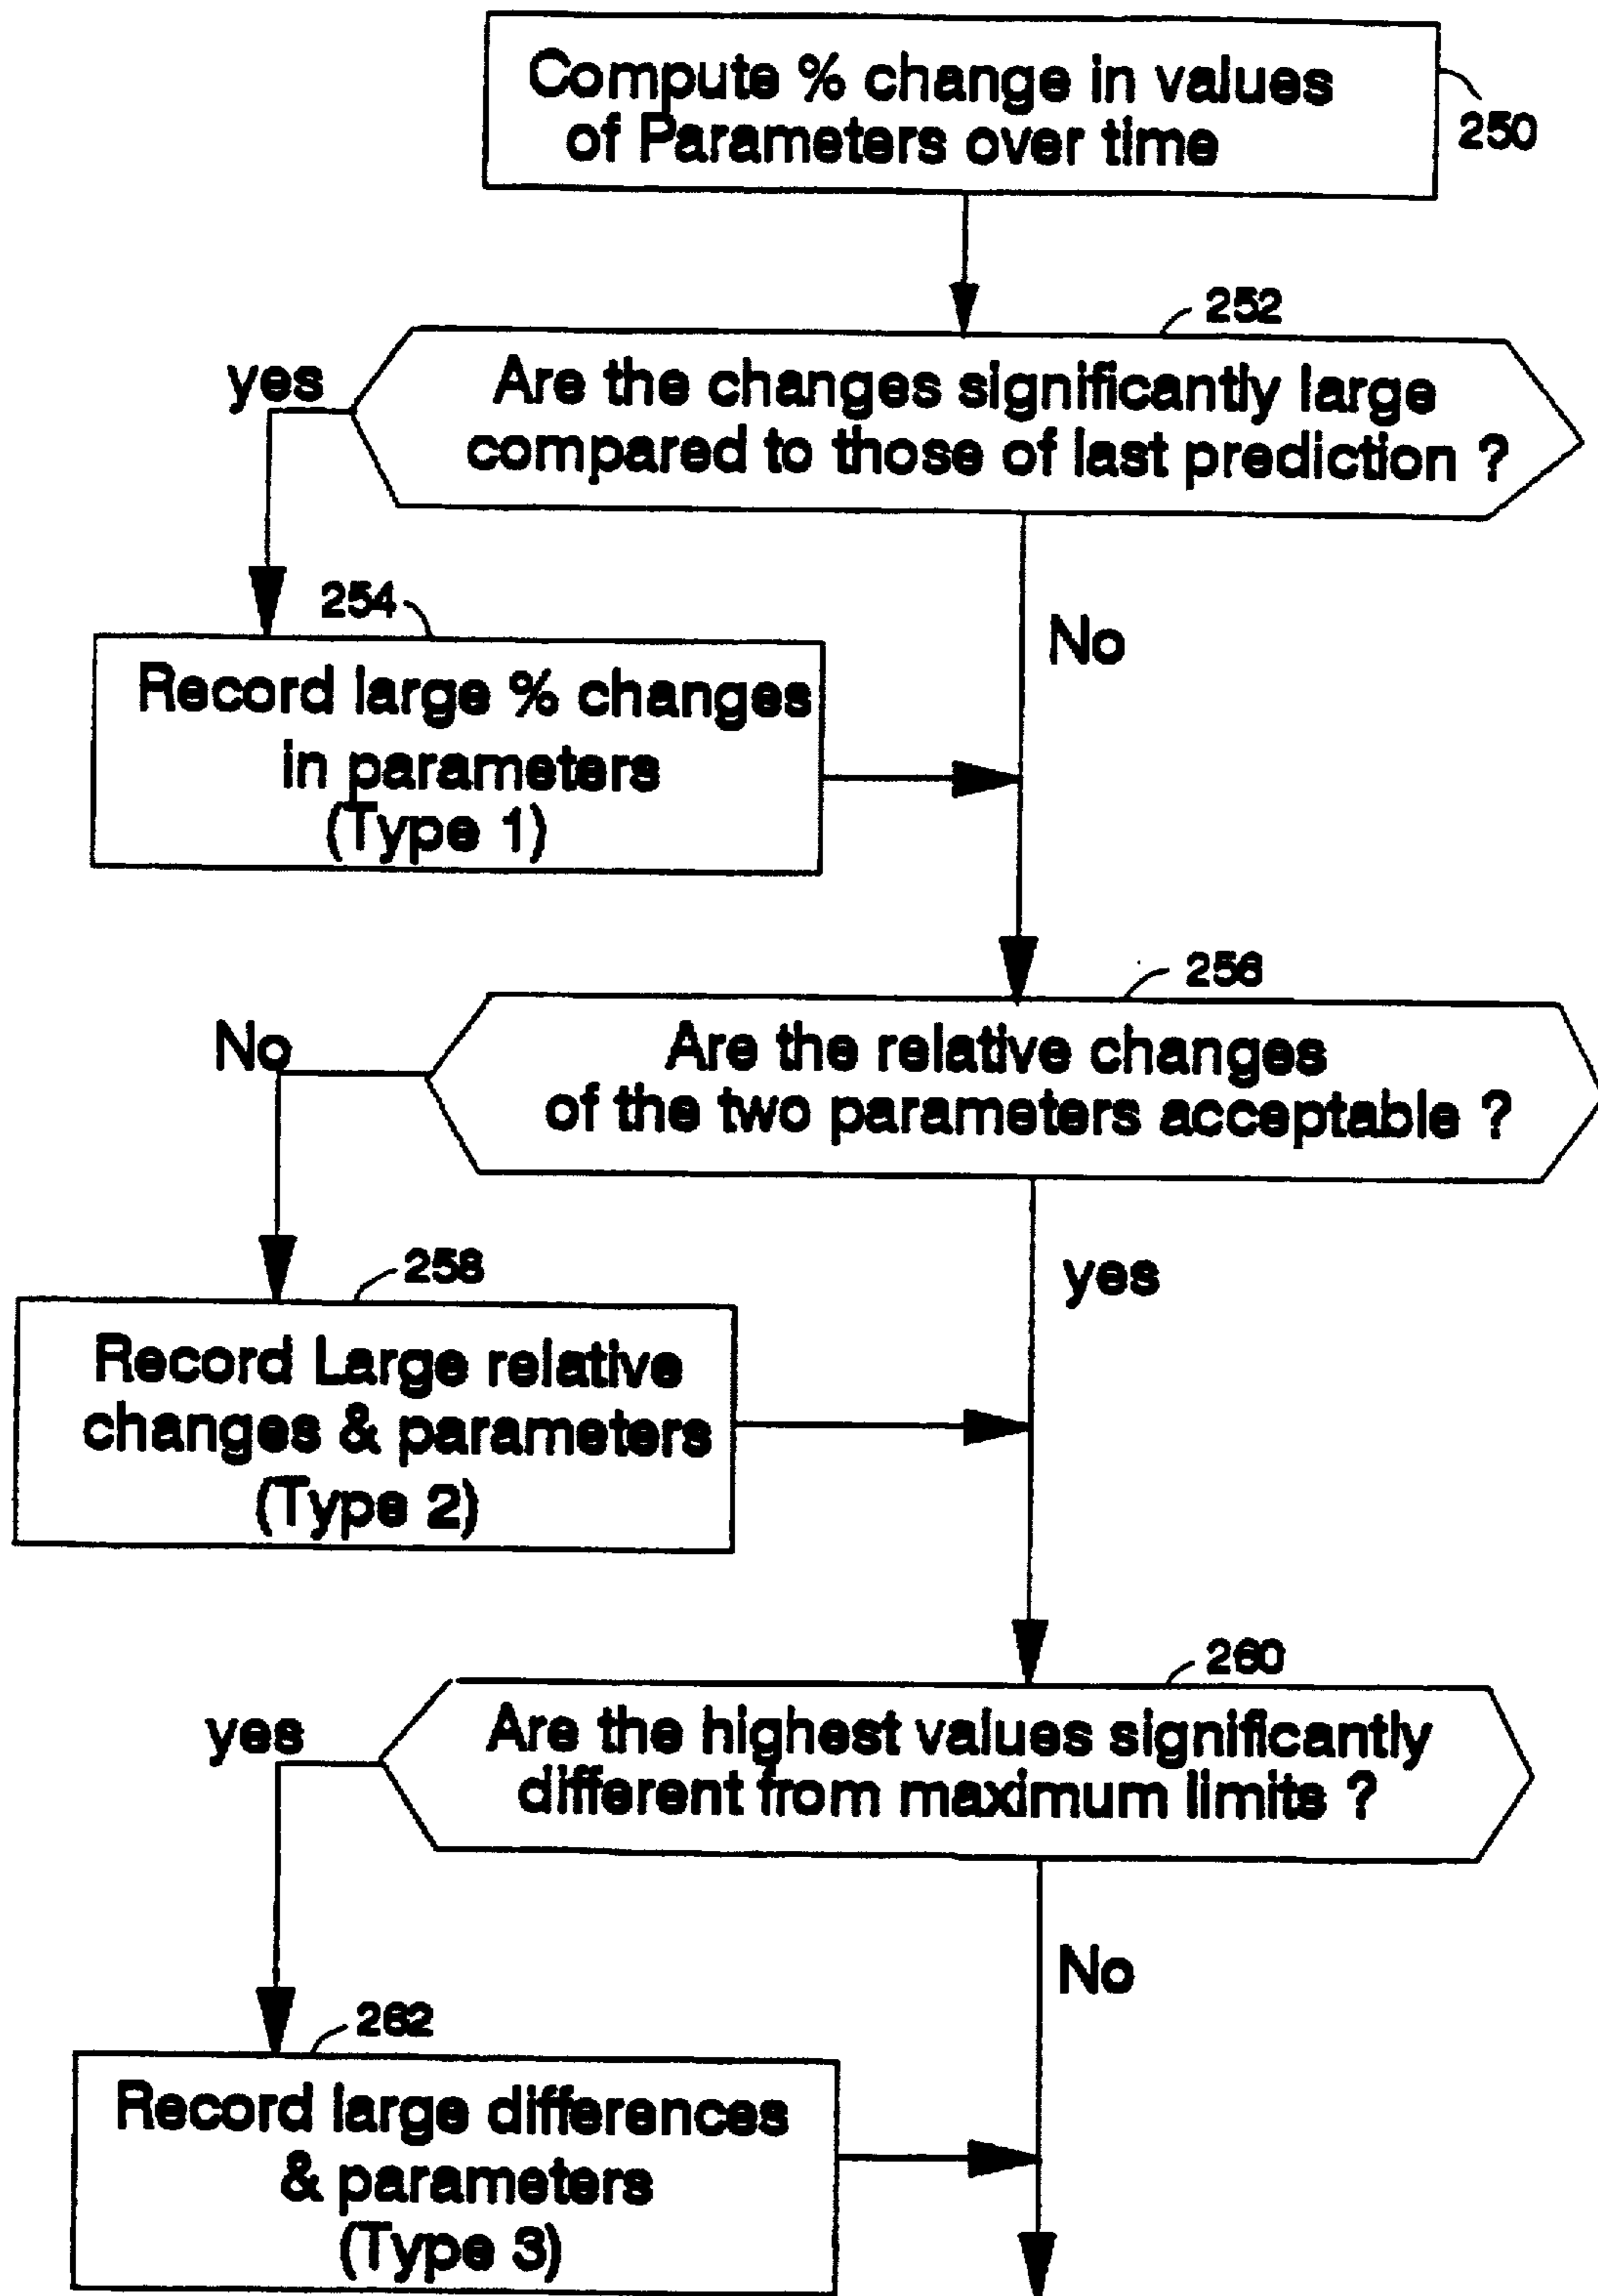 Compute % change in values
of Parameters over time
250
252
yes
Are the changes significantly large
compared to those of last prediction ?
254
No
Record large % changes
in parameters
(Type 1)
256
No
Are the relative changes
of the two parameters acceptable ?
258
yes
Record Large relative
changes & parameters
(Type 2)
260
yes
Are the highest values significantly
different from maximum limits ?
No
262
Record large differences
& parameters
(Type 3)